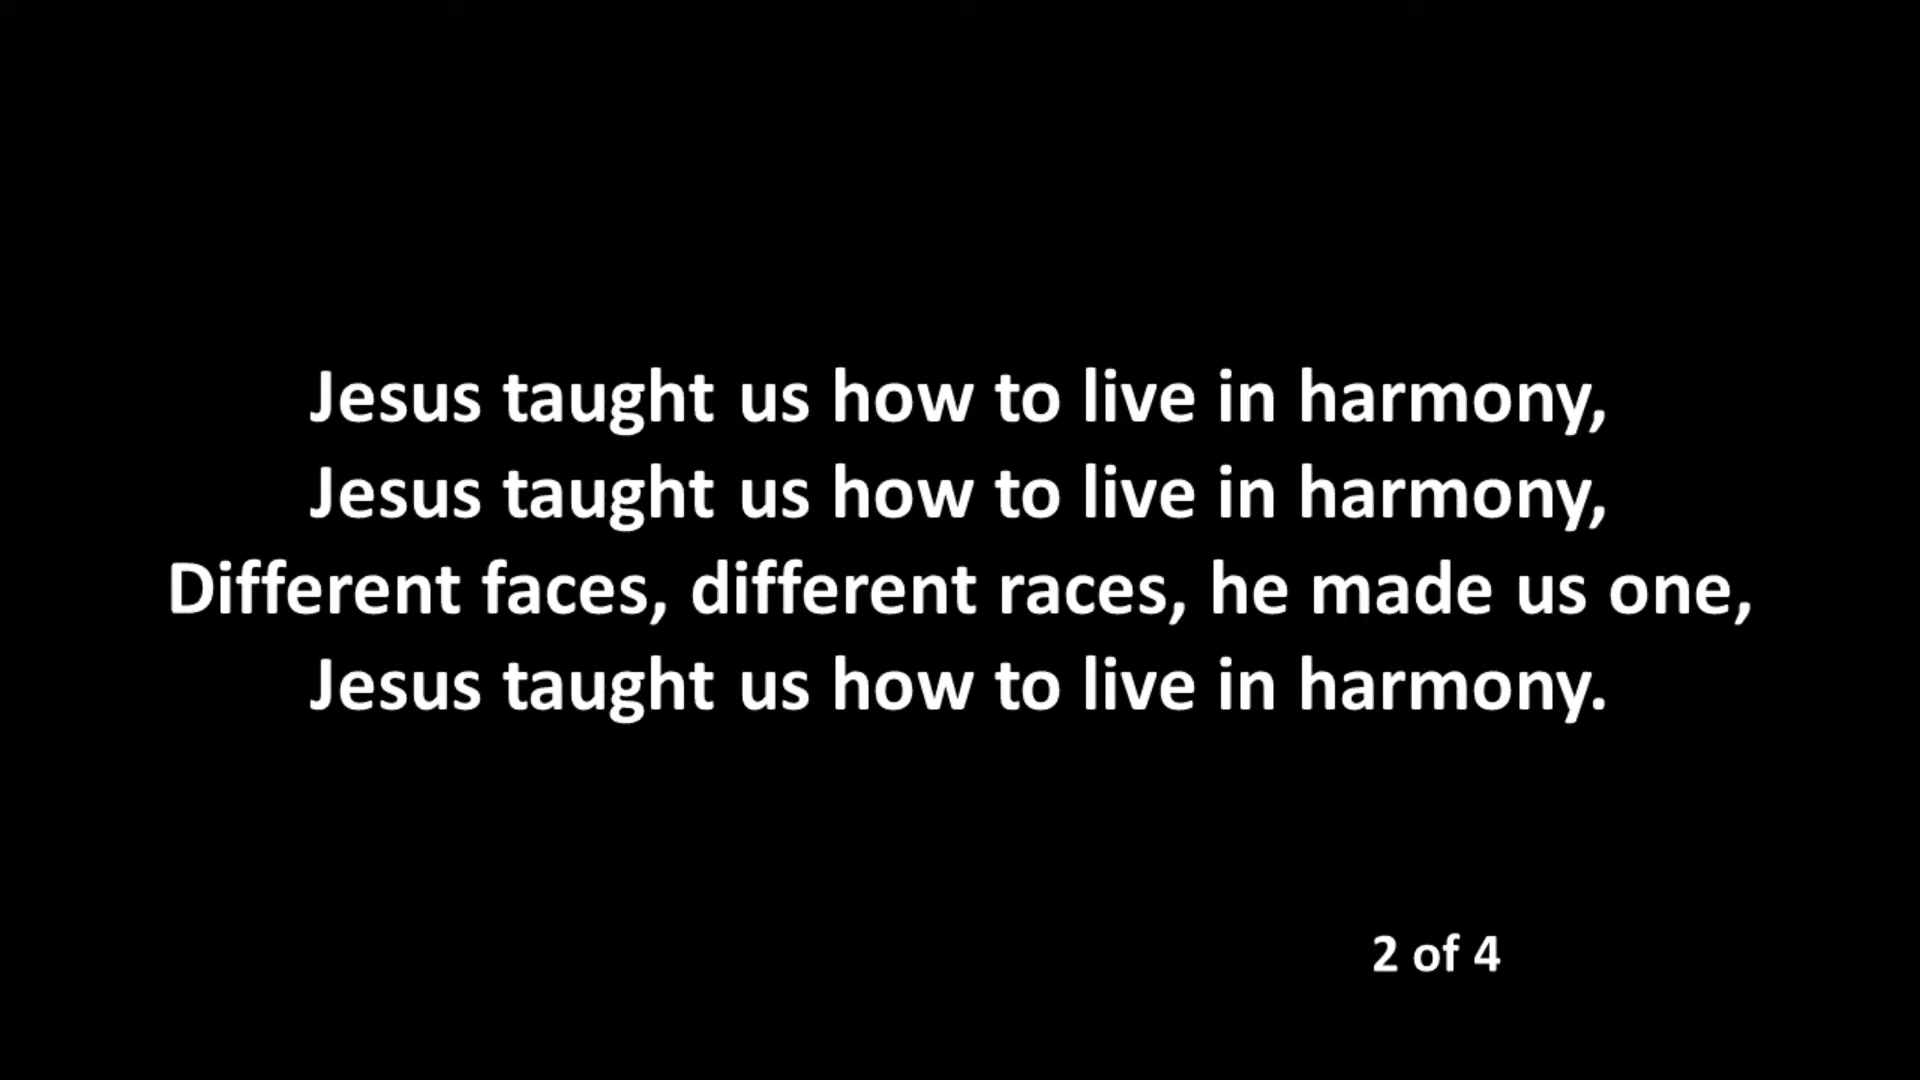 Jesus taught us how to live in harmony,
Jesus taught us how to live in harmony,
Different faces, different races, he made us one,
Jesus taught us how to live in harmony.
2 of 4